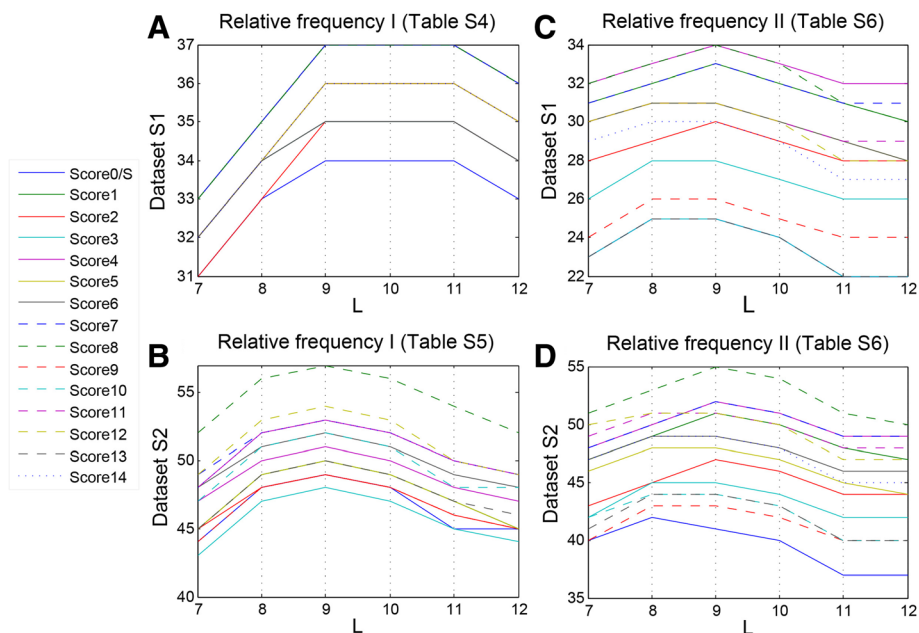 A
Relative frequency I (Table S4)
37
36
35
34
33
32
31
Dataset S1
7 8 9 10 11 12
L
C
Relative frequency II (Table S6)
34
32
30
28
26
24
22
Dataset S1
7 8 9 10 11 12
L
Score0/S
Score1
Score2
Score3
Score4
Score5
Score6
Score7
Score8
Score9
Score10
Score11
Score12
Score13
Score14
B
Relative frequency I (Table S5)
55
50
45
40
Dataset S2
7 8 9 10 11 12
L
D
Relative frequency II (Table S6)
55
50
45
40
35
Dataset S2
7 8 9 10 11 12
L